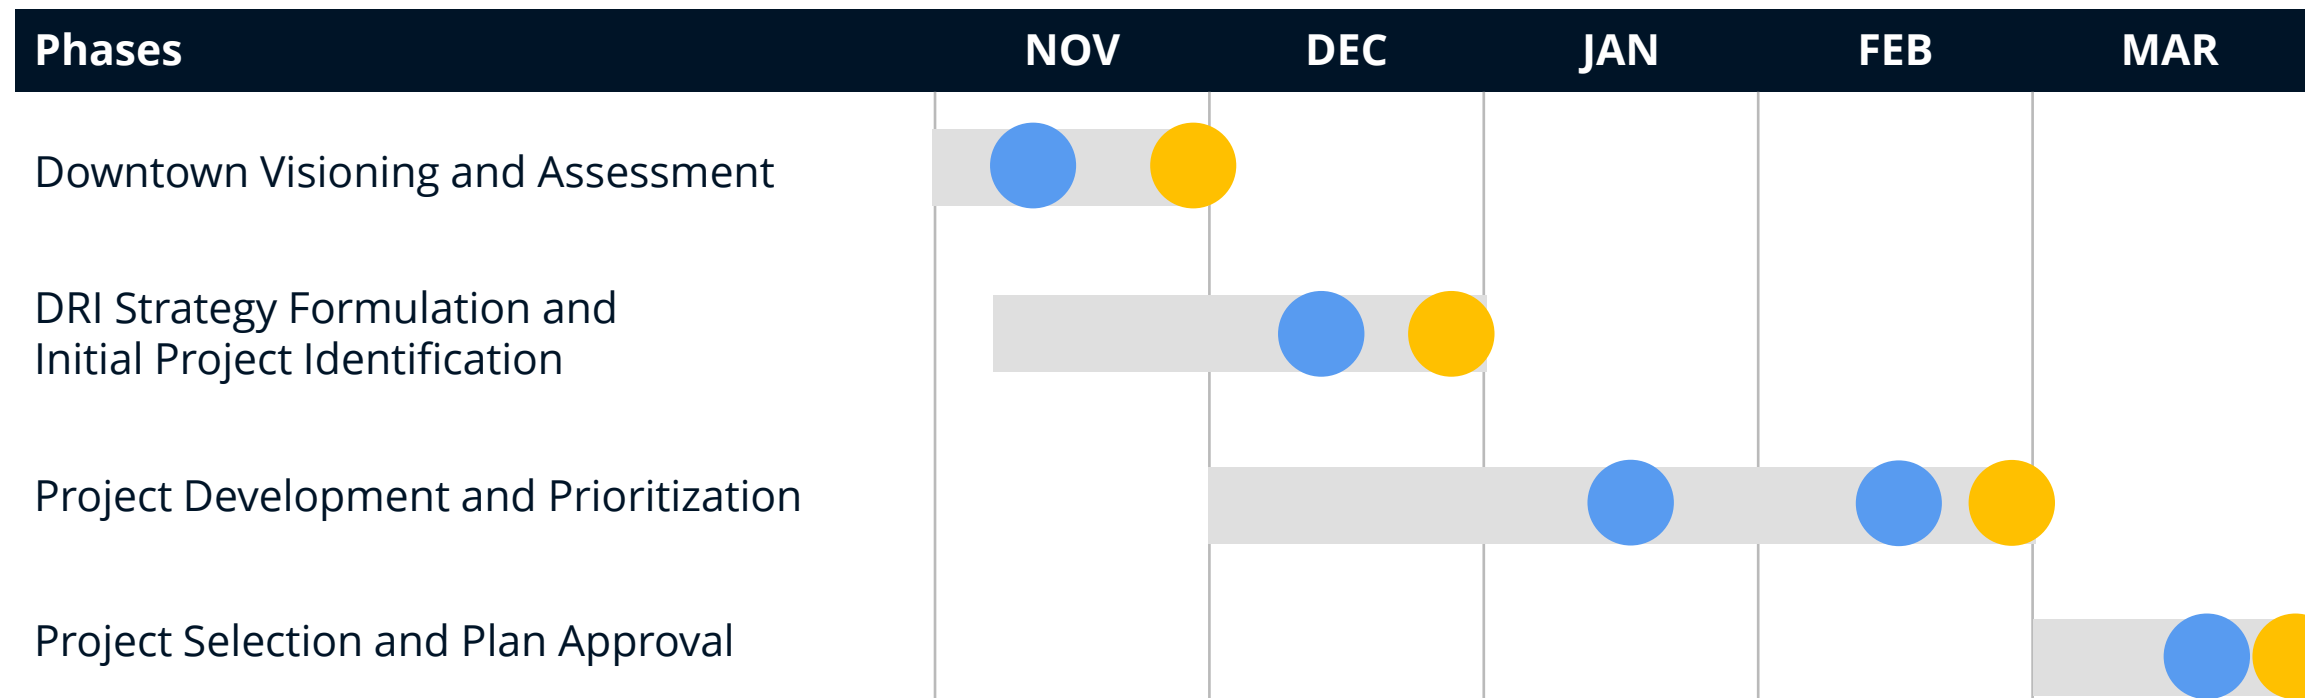 Phases NOV DEC JAN FEB MAR
Downtown Visioning and Assessment
DRI Strategy Formulation and
Initial Project Identification
Project Development and Prioritization
Project Selection and Plan Approval